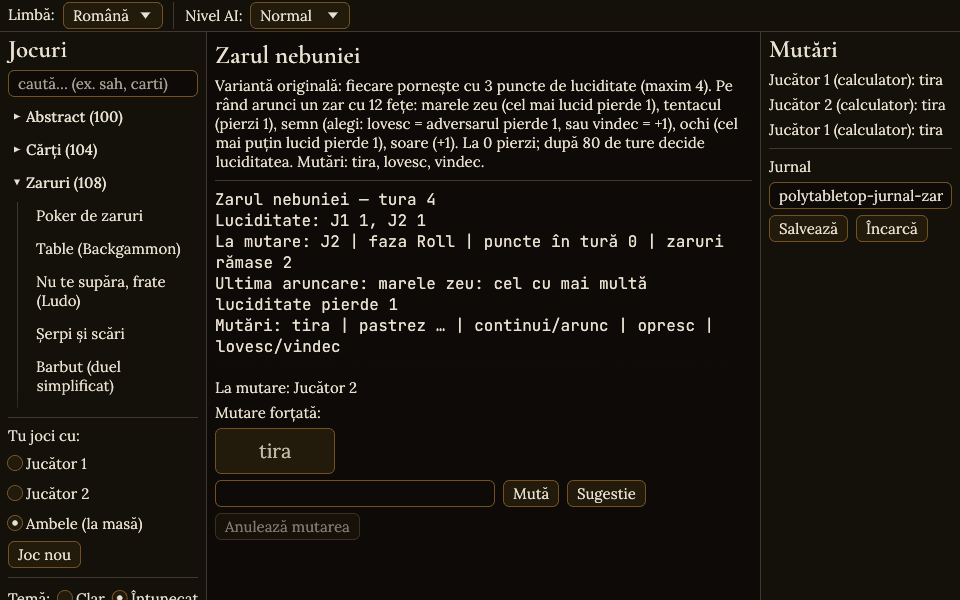 Limbă: Română Nivel AI: Normal
Jocuri
caută... (ex. sah, carti)
Abstract (100)
Cărți (104)
Zaruri (108)
Poker de zaruri
Table (Backgammon)
Nu te supăra, frate
(Ludo)
Șerpi și scări
Barbut (duel
simplificat)
Tu joci cu:
Jucător 1
Jucător 2
Ambele (la masă)
Joc nou
Temă: Clar Întunecat
Zarul nebuniei
Variantă originală: fiecare pornește cu 3 puncte de luciditate (maxim 4). Pe
rând arunci un zar cu 12 fețe: marele zeu (cel mai lucid pierde 1), tentacul
(pierzi 1), semn (alegi: lovesc = adversarul pierde 1, sau vindec = +1), ochi (cel
mai puțin lucid pierde 1), soare (+1). La 0 pierzi; după 80 de ture decide
luciditatea. Mutări: tira, lovesc, vindec.
Zarul nebuniei — tura 4
Luciditate: J1 1, J2 1
La mutare: J2 | faza Roll | puncte în tură 0 | zaruri
rămase 2
Ultima aruncare: marele zeu: cel cu mai multă
luciditate pierde 1
Mutări: tira | pastrez … | continui/arunc | opresc |
lovesc/vindec
La mutare: Jucător 2
Mutare forțată:
tira
Mută Sugestie
Anulează mutarea
Mutări
Jucător 1 (calculator): tira
Jucător 2 (calculator): tira
Jucător 1 (calculator): tira
Jurnal
polytabletop-jurnal-zar
Salvează Încarcă